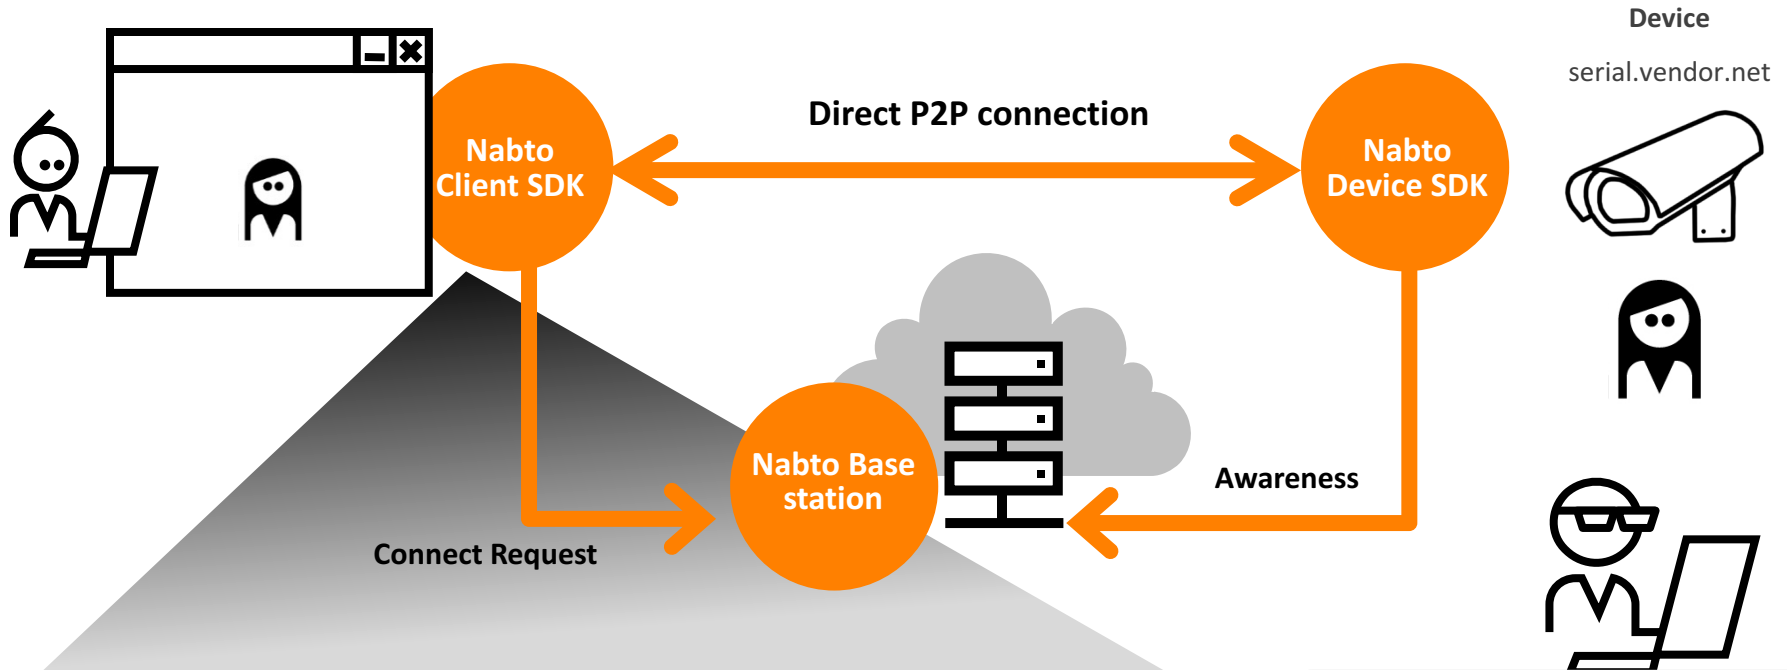 Device
serial.vendor.net
Direct P2P connection
Nabto
Client SDK
Nabto
Device SDK
Nabto Base
station
Awareness
Connect Request